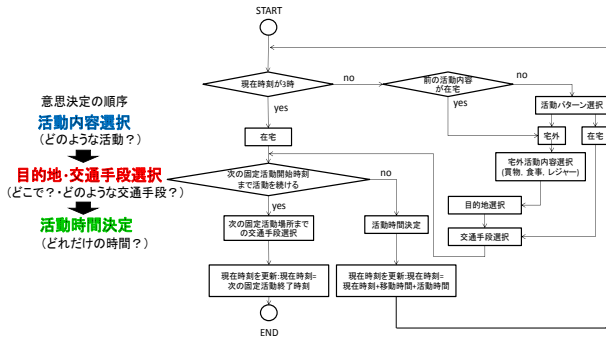 意思決定の順序
活動内容選択
(どのような活動？)
目的地・交通手段選択
(どこで？・どのような交通手段？)
活動時間決定
(どれだけの時間？)
START
現在時刻が3時
no
yes
在宅
前の活動内容
が在宅
no
yes
活動パターン選択
宅外
在宅
宅外活動内容選択
(買物, 食事, レジャー)
目的地選択
交通手段選択
次の固定活動開始時刻
まで活動を続ける
no
yes
次の固定活動場所まで
の交通手段選択
活動時間決定
現在時刻を更新:現在時刻=
次の固定活動終了時刻
現在時刻を更新:現在時刻=
現在時刻+移動時間+活動時間
END